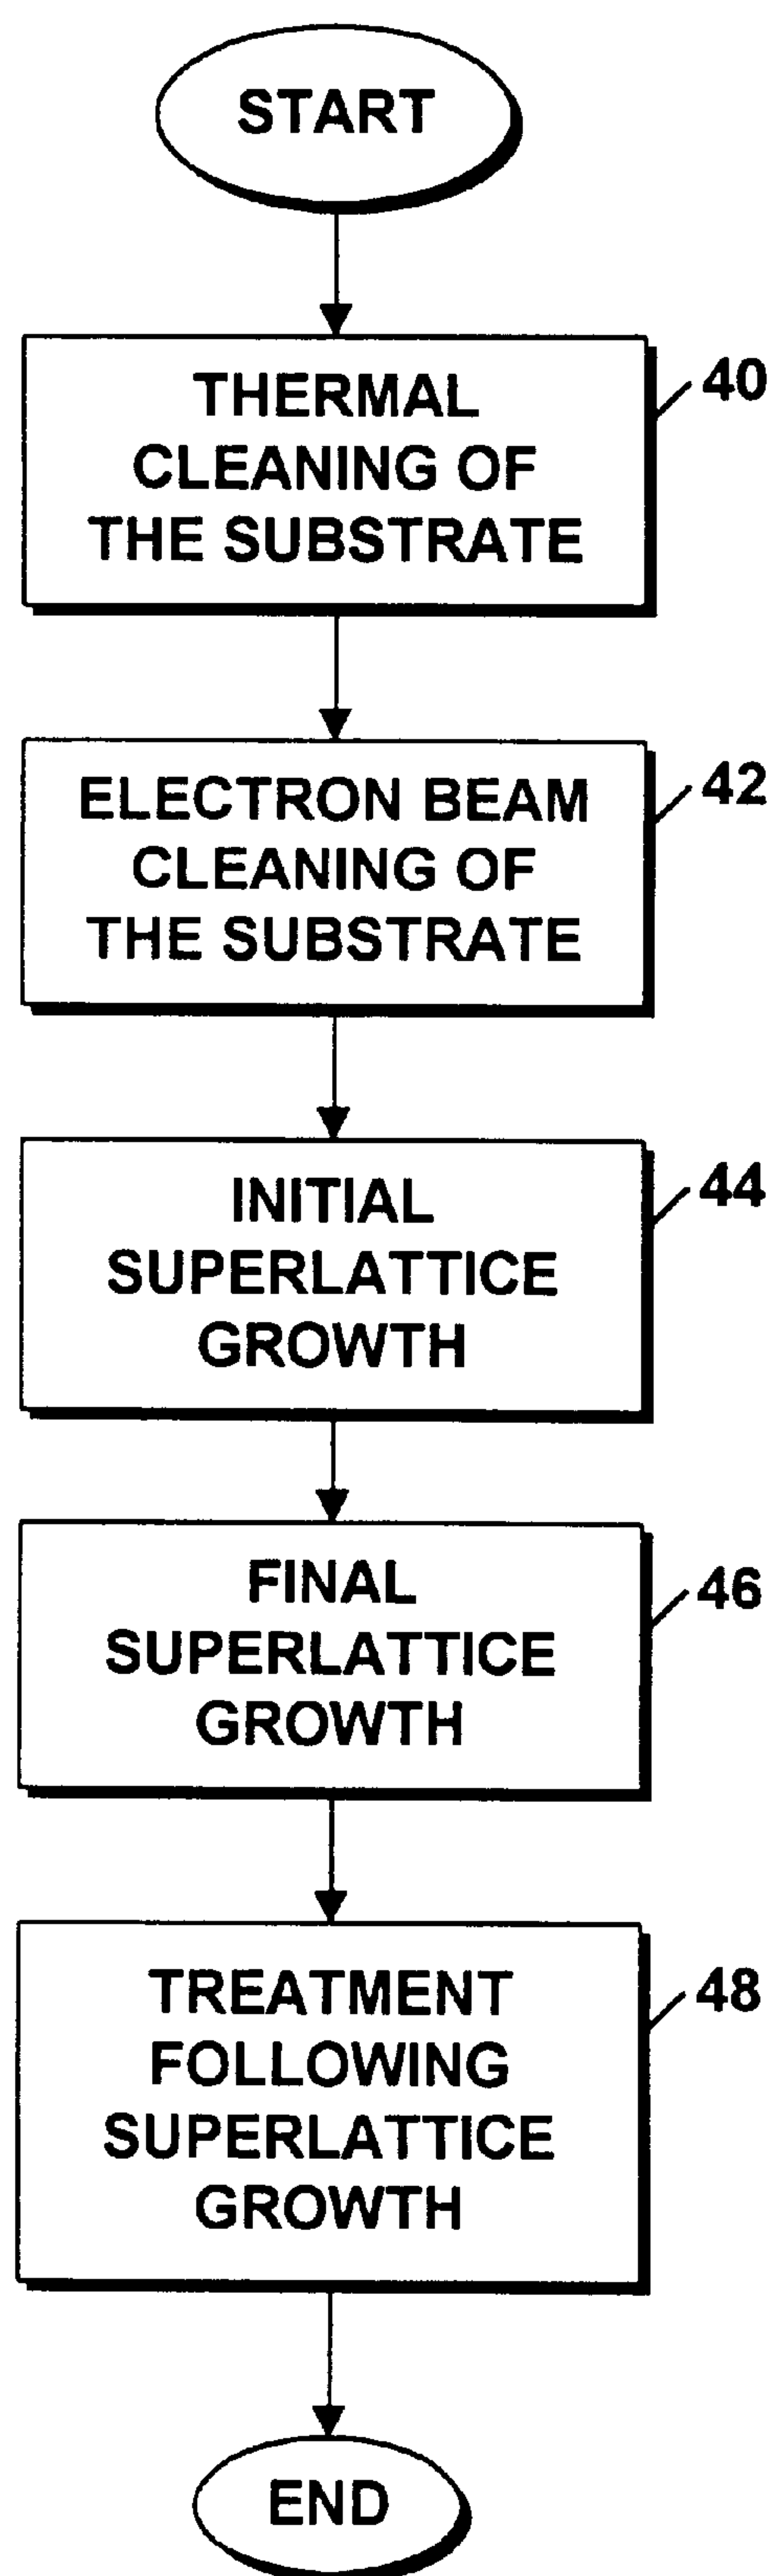 START
THERMAL
CLEANING OF
THE SUBSTRATE
40
ELECTRON BEAM
CLEANING OF
THE SUBSTRATE
42
INITIAL
SUPERLATTICE
GROWTH
44
FINAL
SUPERLATTICE
GROWTH
46
TREATMENT
FOLLOWING
SUPERLATTICE
GROWTH
48
END